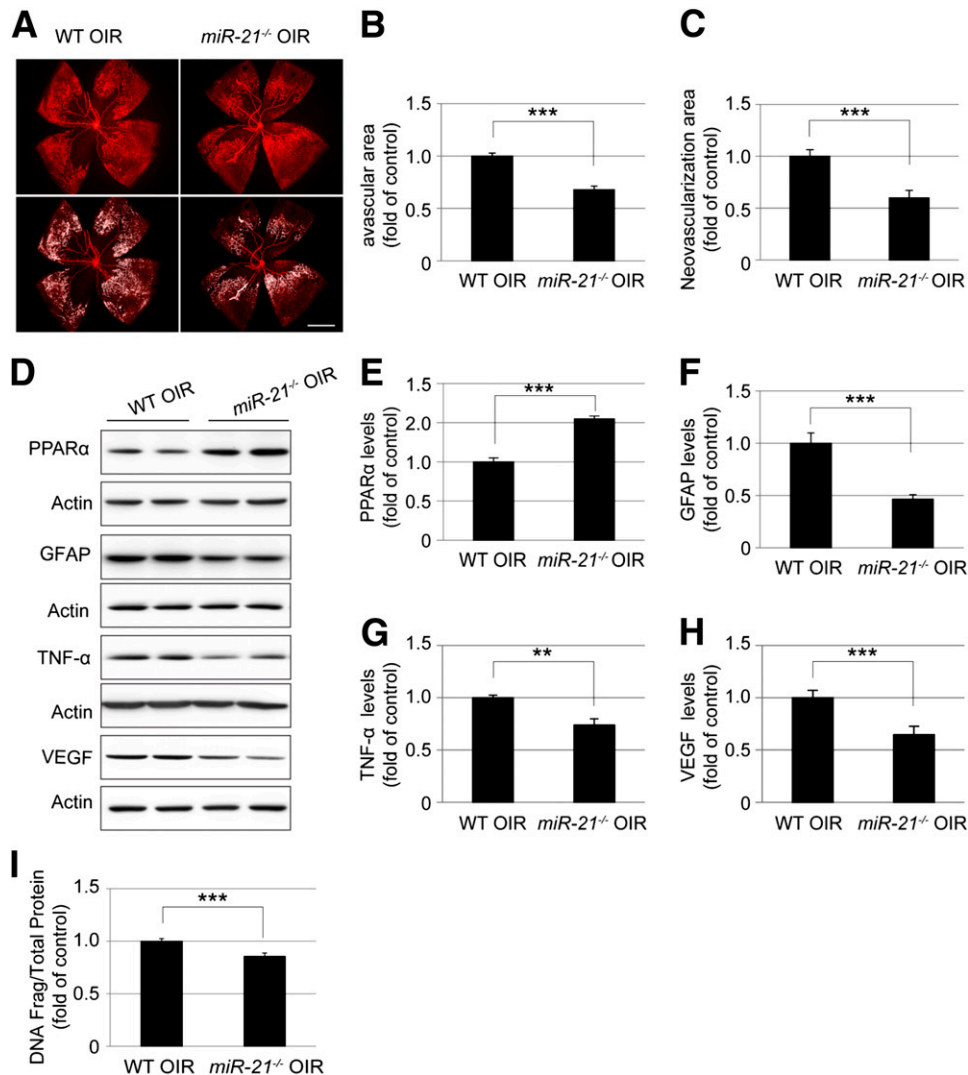 A
WT OIR
miR-21-/- OIR
B
avascular area
(fold of control)
1.5
1.0
0.5
0
***
WT OIR
miR-21-/- OIR
C
Neovascularization area
(fold of control)
1.5
1.0
0.5
0
***
WT OIR
miR-21-/- OIR
D
WT OIR
miR-21-/- OIR
PPARα
Actin
GFAP
Actin
TNF-α
Actin
VEGF
Actin
E
PPARα levels
(fold of control)
1.5
2.0
1.0
0.5
0
***
WT OIR
miR-21-/- OIR
F
GFAP levels
(fold of control)
1.5
1.0
0.5
0
***
WT OIR
miR-21-/- OIR
G
TNF-α levels
(fold of control)
1.5
1.0
0.5
0
**
WT OIR
miR-21-/- OIR
H
VEGF levels
(fold of control)
1.5
1.0
0.5
0
***
WT OIR
miR-21-/- OIR
I
DNA Frag/Total Protein
(fold of control)
1.5
1.0
0.5
0
***
WT OIR
miR-21-/- OIR